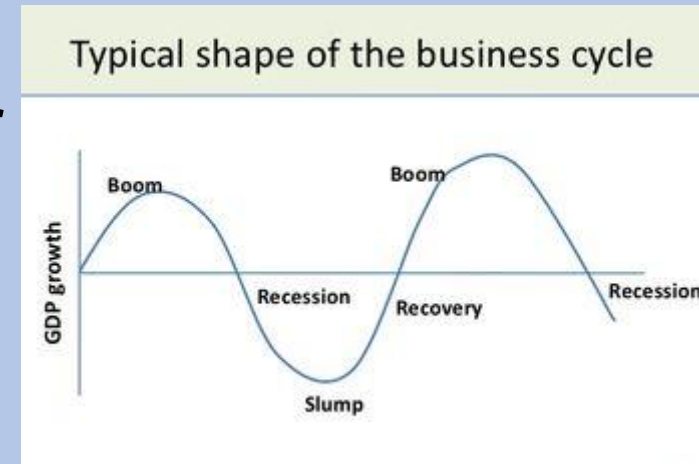 Typical shape of the business cycle
Boom
Boom
GDP growth
Recession
Recession
Recovery
Slump